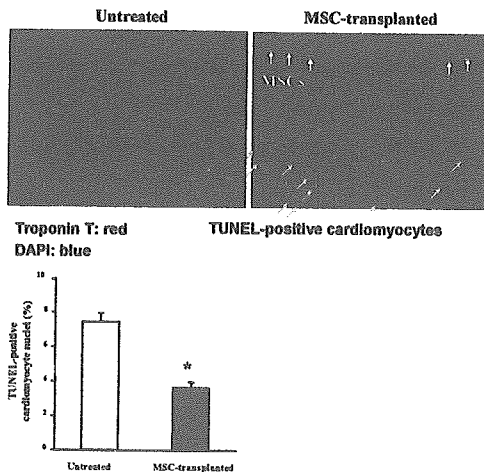 Untreated MSC-transplanted
MSCs
Troponin T: red TUNEL-positive cardiomyocytes
DAPI: blue
TUNEL-positive
cardiomyocyte nuclei (%)
10
8
6
4
2
0
*
Untreated MSC-transplanted